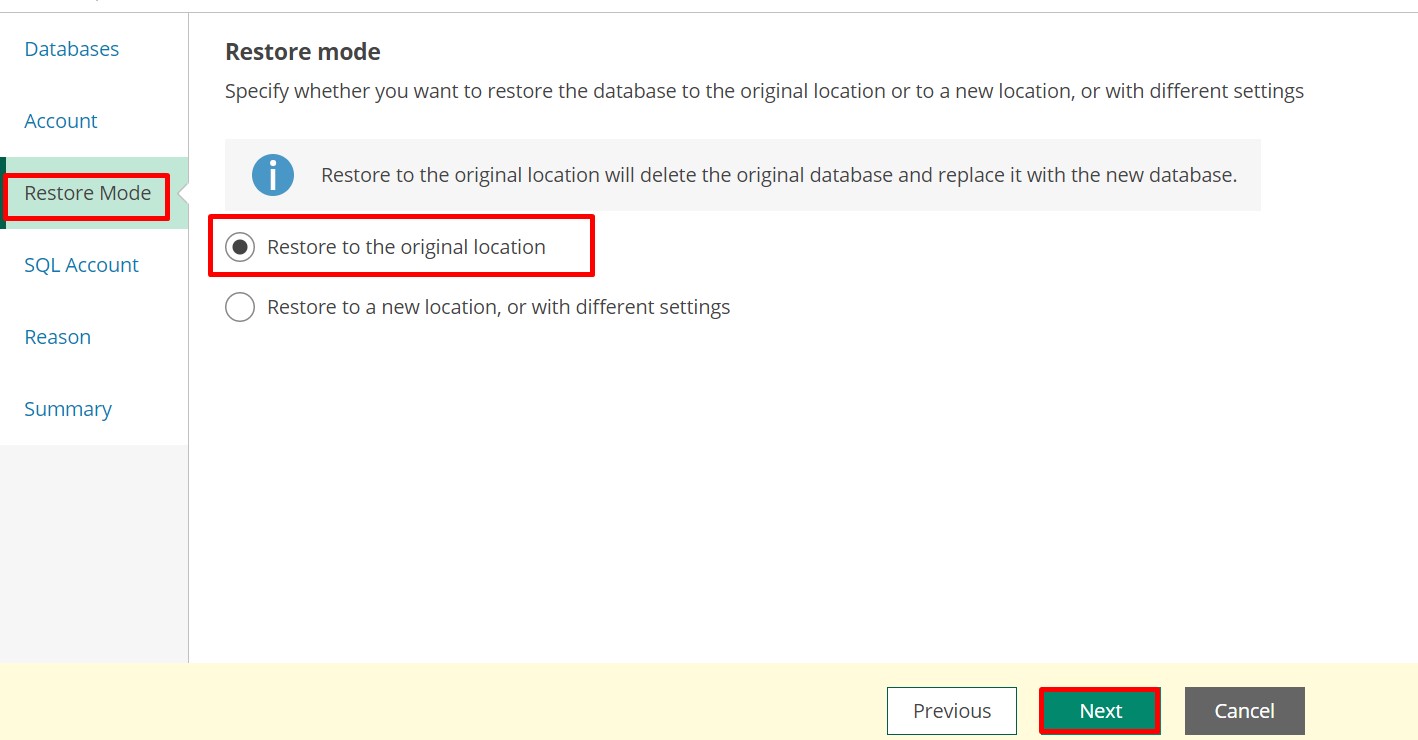 Databases
Account
Restore Mode
SQL Account
Reason
Summary
Restore mode
Specify whether you want to restore the database to the original location or to a new location, or with different settings
i
Restore to the original location will delete the original database and replace it with the new database.
Restore to the original location
Restore to a new location, or with different settings
Previous
Next
Cancel